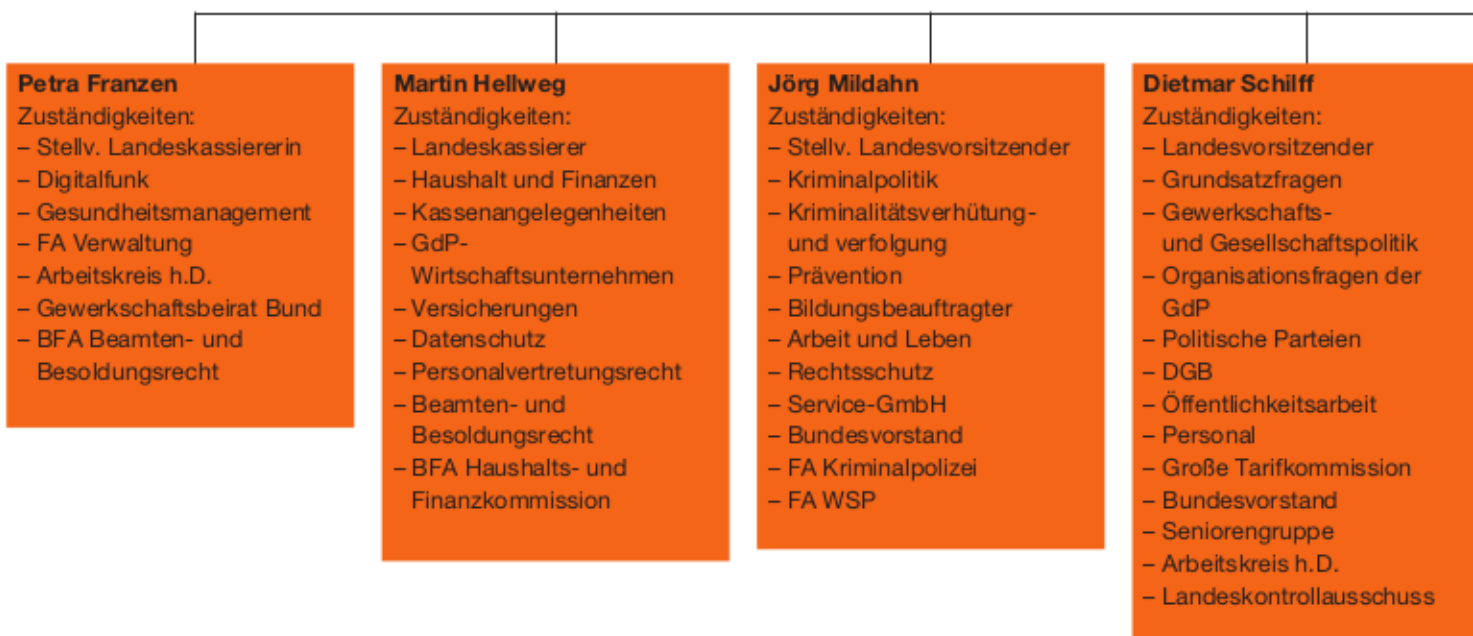 Petra Franzen
Zuständigkeiten:
– Stellv. Landeskassiererin
– Digitalfunk
– Gesundheitsmanagement
– FA Verwaltung
– Arbeitskreis h.D.
– Gewerkschaftsbeirat Bund
– BFA Beamten- und
Besoldungsrecht
Martin Hellweg
Zuständigkeiten:
– Landeskassierer
– Haushalt und Finanzen
– Kassenangelegenheiten
– GdP-
Wirtschaftsunternehmen
– Versicherungen
– Datenschutz
– Personalvertretungsrecht
– Beamten- und
Besoldungsrecht
– BFA Haushalts- und
Finanzkommission
Jörg Mildahn
Zuständigkeiten:
– Stellv. Landesvorsitzender
– Kriminalpolitik
– Kriminalitätsverhütung-
und verfolgung
– Prävention
– Bildungsbeauftragter
– Arbeit und Leben
– Rechtsschutz
– Service-GmbH
– Bundesvorstand
– FA Kriminalpolizei
– FA WSP
Dietmar Schilff
Zuständigkeiten:
– Landesvorsitzender
– Grundsatzfragen
– Gewerkschafts-
und Gesellschaftspolitik
– Organisationsfragen der
GdP
– Politische Parteien
– DGB
– Öffentlichkeitsarbeit
– Personal
– Große Tarifkommission
– Bundesvorstand
– Seniorengruppe
– Arbeitskreis h.D.
– Landeskontrollausschuss